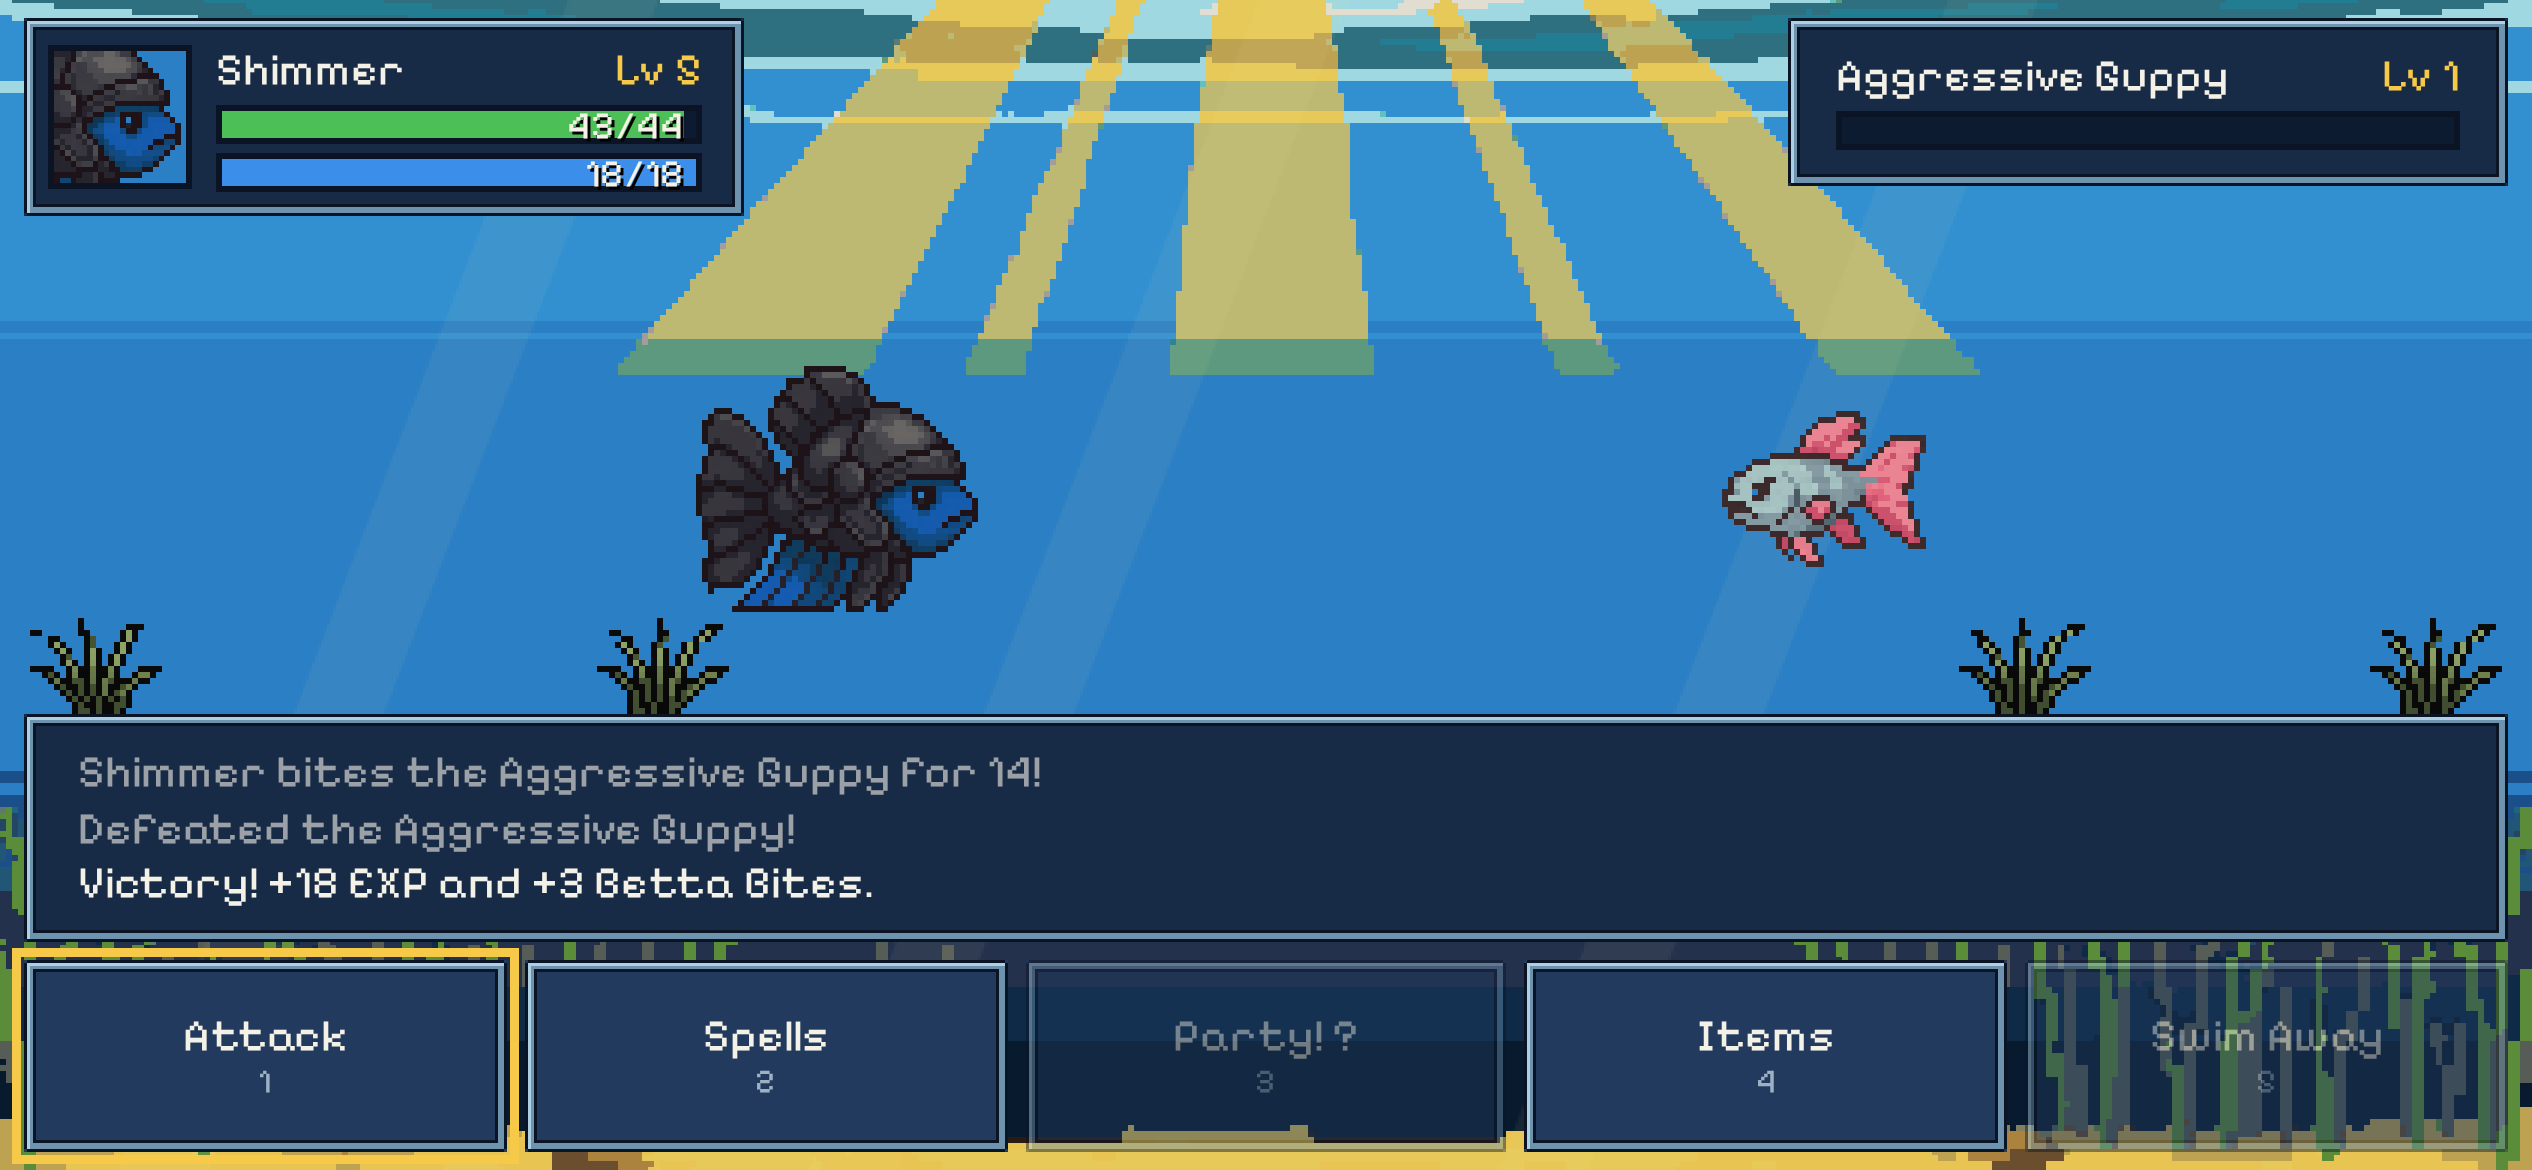 Shimmer
Lv 5
43/44
18/18
Aggressive Guppy
Lv 1
Shimmer bites the Aggressive Guppy for 14!
Defeated the Aggressive Guppy!
Victory! +18 EXP and +3 Betta Bites.
Attack
1
Spells
2
Party! ?
3
Items
4
Swim Away
5